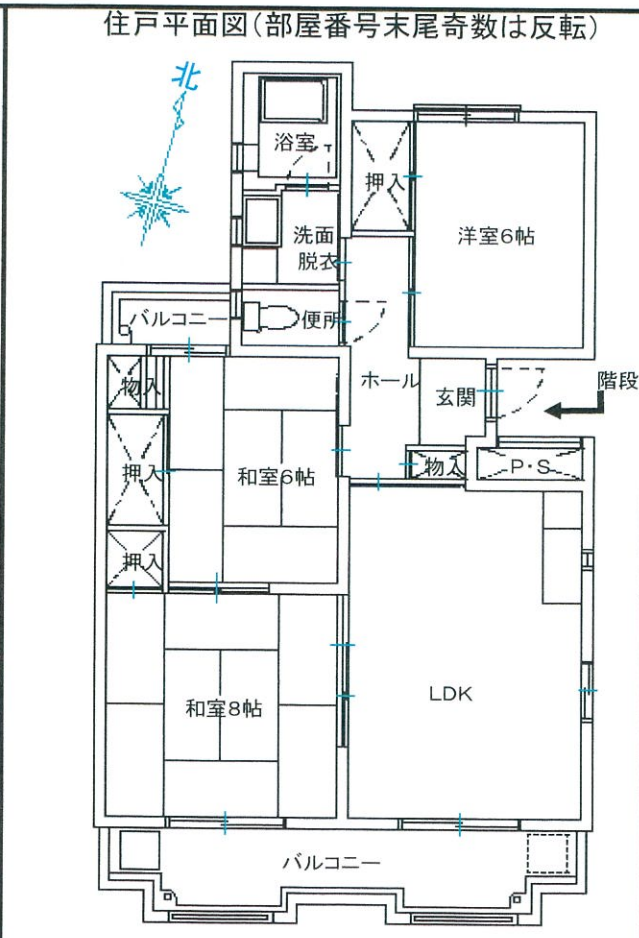 住戸平面図(部屋番号末尾奇数は反転)
北
浴室
押入
洋室6帖
洗面
脱衣
バルコニー
便所
物入
ホール
玄関
階段
押入
和室6帖
物入
P・S
押入
和室8帖
LDK
バルコニー